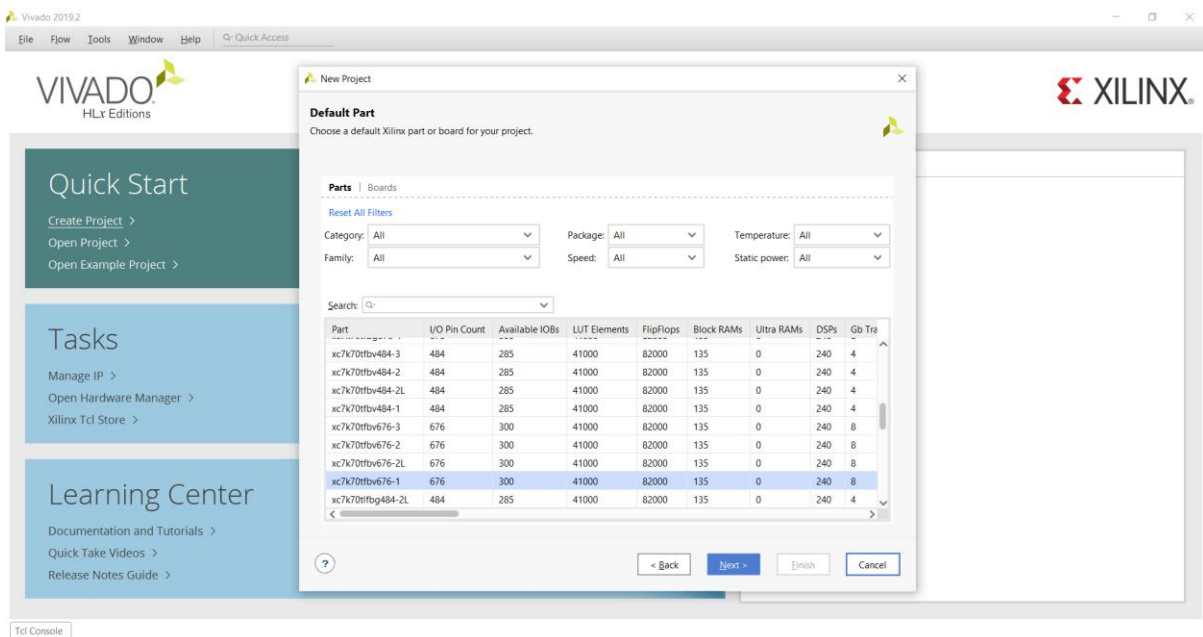 Vivado 2019.2
File Flow Tools Window Help Quick Access
VIVADO.
HLx Editions
XILINX.
Quick Start
Create Project >
Open Project >
Open Example Project >
Tasks
Manage IP >
Open Hardware Manager >
Xilinx Tcl Store >
Learning Center
Documentation and Tutorials >
Quick Take Videos >
Release Notes Guide >
New Project
Default Part
Choose a default Xilinx part or board for your project.
Parts | Boards
Reset All Filters
Category: All Package: All Temperature: All
Family: All Speed: All Static power: All
Search:
Part I/O Pin Count Available IOBs LUT Elements FlipFlops Block RAMs Ultra RAMs DSPs Gb Tra
xc7k70tfbv484-3 484 285 41000 82000 135 0 240 4
xc7k70tfbv484-2 484 285 41000 82000 135 0 240 4
xc7k70tfbv484-2L 484 285 41000 82000 135 0 240 4
xc7k70tfbv484-1 484 285 41000 82000 135 0 240 4
xc7k70tfbv676-3 676 300 41000 82000 135 0 240 8
xc7k70tfbv676-2 676 300 41000 82000 135 0 240 8
xc7k70tfbv676-2L 676 300 41000 82000 135 0 240 8
xc7k70tfbv676-1 676 300 41000 82000 135 0 240 8
xc7k70tlfbg484-2L 484 285 41000 82000 135 0 240 4
? < Back Next > Finish Cancel
Tcl Console